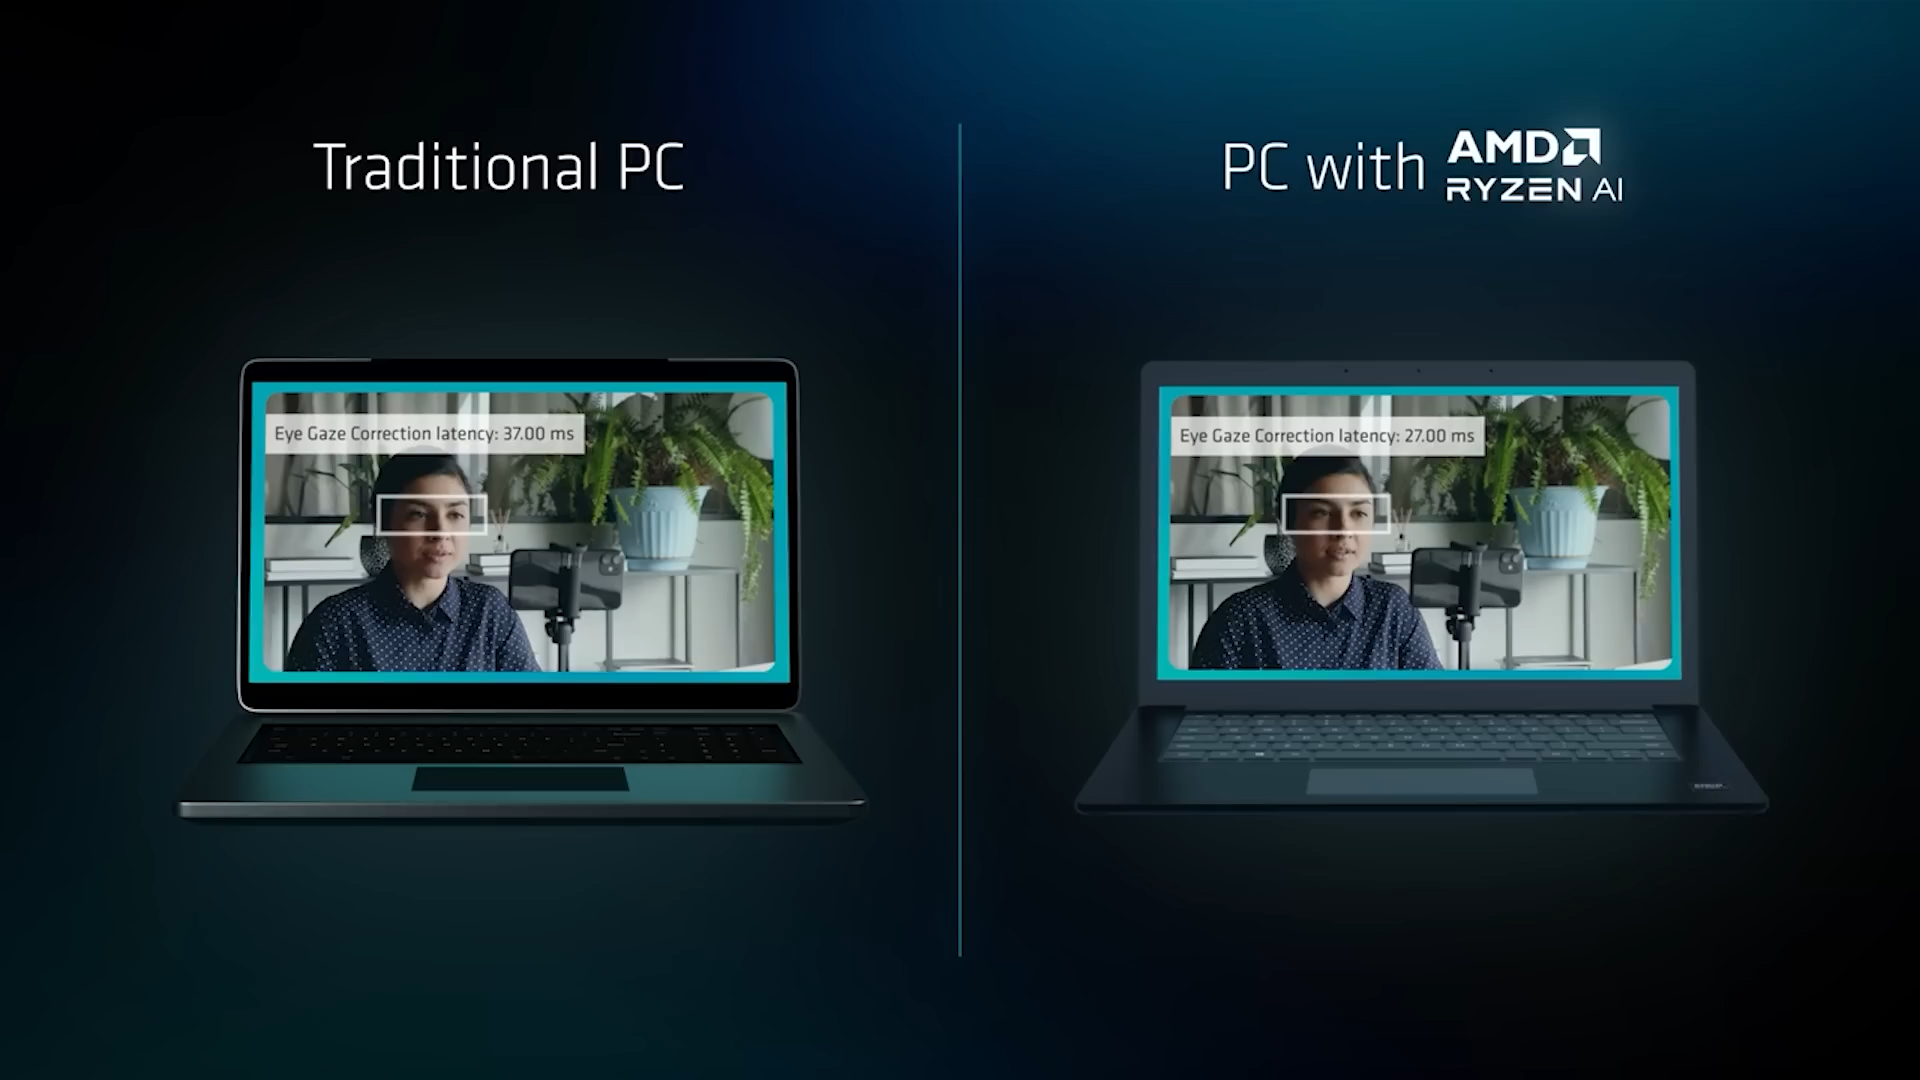 Traditional PC
Eye Gaze Correction latency: 37.00 ms
PC with AMD
RYZEN AI
Eye Gaze Correction latency: 27.00 ms